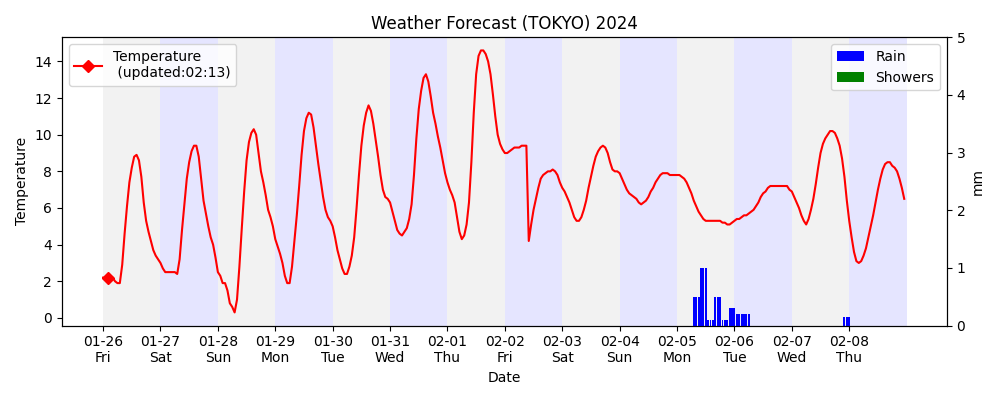 Weather Forecast (TOKYO) 2024
Temperature
(updated:02:13)
Rain
Showers
Temperature
14
12
10
8
6
4
2
0
5
4
3
2
1
0
mm
01-26 01-27 01-28 01-29 01-30 01-31 02-01 02-02 02-03 02-04 02-05 02-06 02-07 02-08
Fri Sat Sun Mon Tue Wed Thu Fri Sat Sun Mon Tue Wed Thu
Date